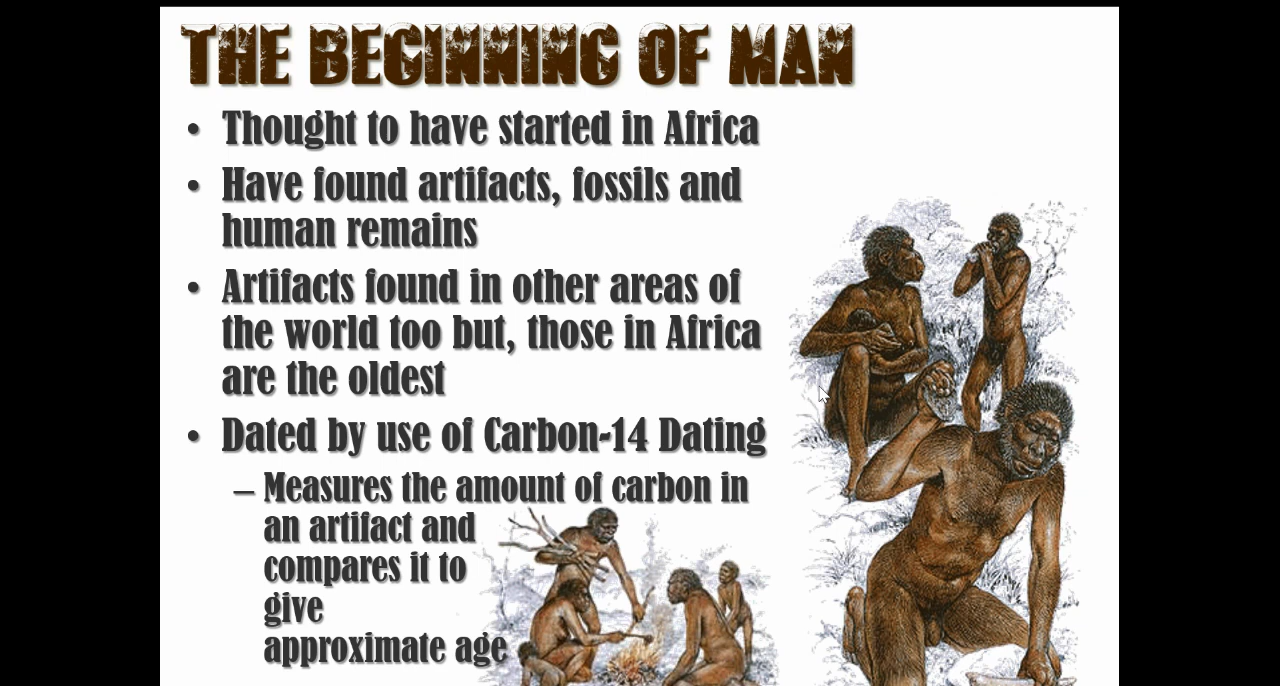 THE BEGINNING OF MAN
• Thought to have started in Africa
• Have found artifacts, fossils and
human remains
• Artifacts found in other areas of
the world too but, those in Africa
are the oldest
• Dated by use of Carbon-14 Dating
– Measures the amount of carbon in
an artifact and
compares it to
give
approximate age